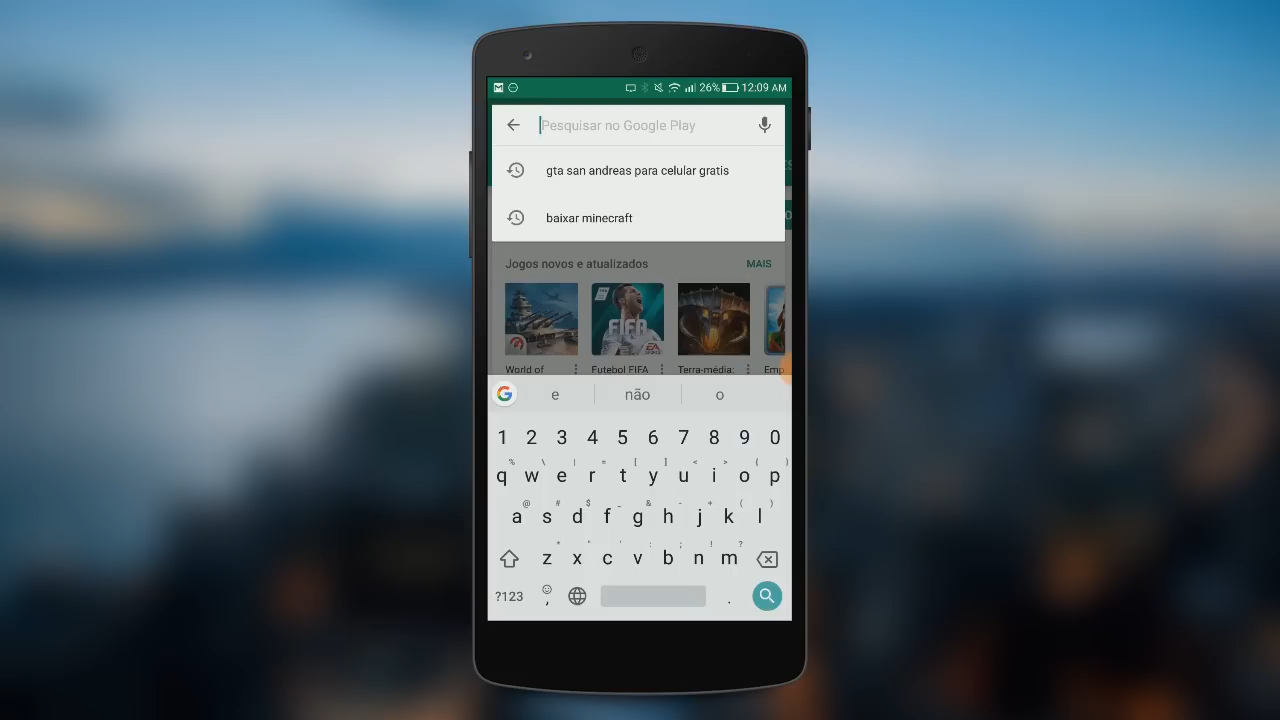 26% 12:09 AM
Pesquisar no Google Play
gta san andreas para celular gratis
baixar minecraft
Jogos novos e atualizados MAIS
FIFA
World of Futebol FIFA Terra-média: Emp
e não o
1 2 3 4 5 6 7 8 9 0
% \ | = [ ] < > { }
q w e r t y u i o p
@ # $ _ & - + ( )
a s d f g h j k l
* " ' : ; ! ?
z x c v b n m
?123 , .